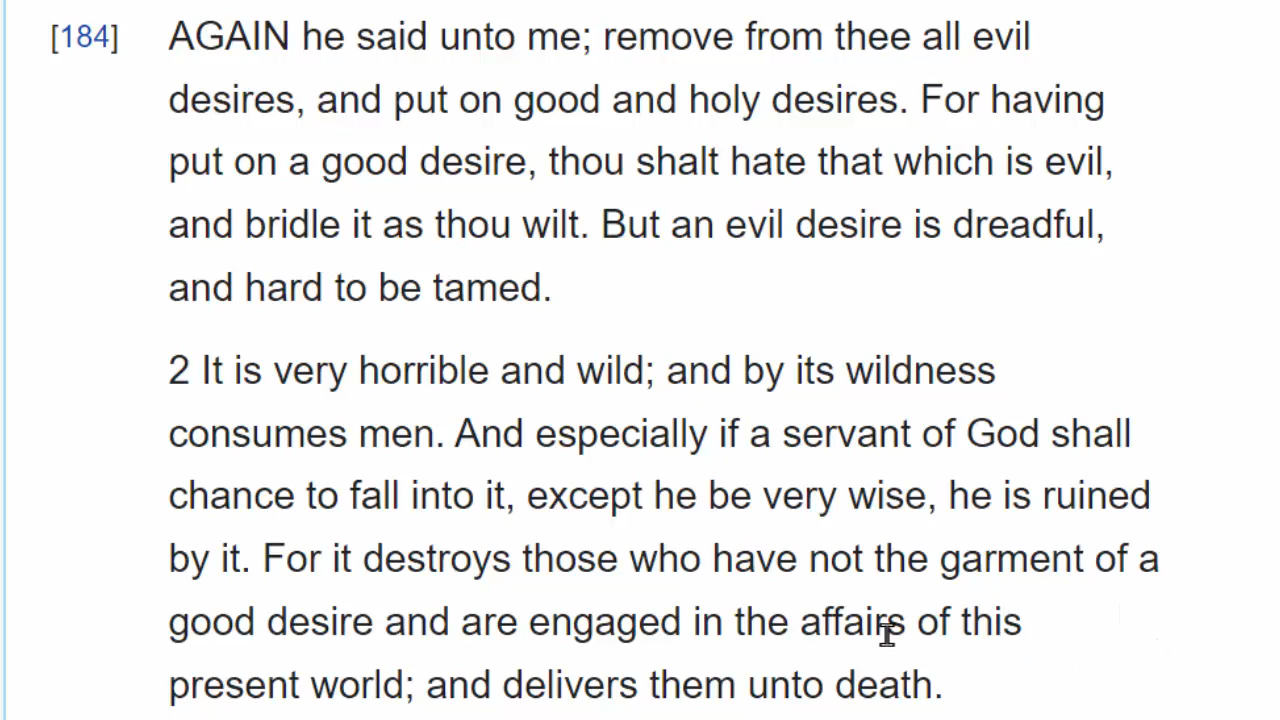 [184] AGAIN he said unto me; remove from thee all evil
desires, and put on good and holy desires. For having
put on a good desire, thou shalt hate that which is evil,
and bridle it as thou wilt. But an evil desire is dreadful,
and hard to be tamed.
2 It is very horrible and wild; and by its wildness
consumes men. And especially if a servant of God shall
chance to fall into it, except he be very wise, he is ruined
by it. For it destroys those who have not the garment of a
good desire and are engaged in the affairs of this
present world; and delivers them unto death.